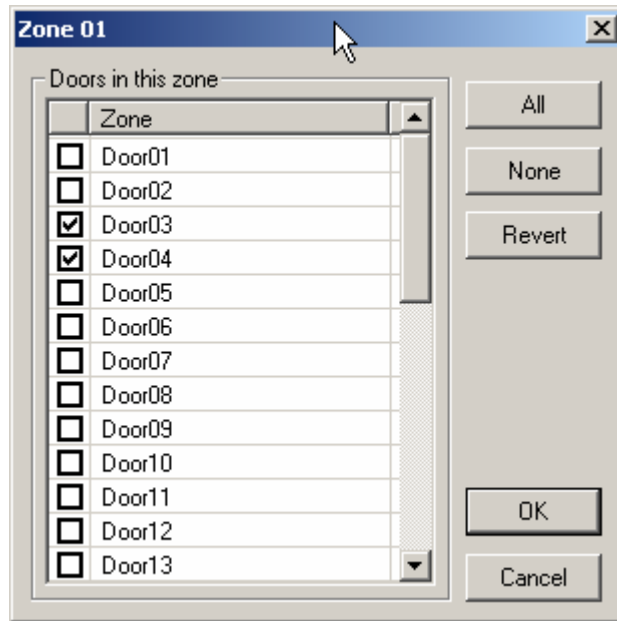 Zone 01
Doors in this zone
Zone
Door01
Door02
Door03
Door04
Door05
Door06
Door07
Door08
Door09
Door10
Door11
Door12
Door13
All
None
Revert
OK
Cancel